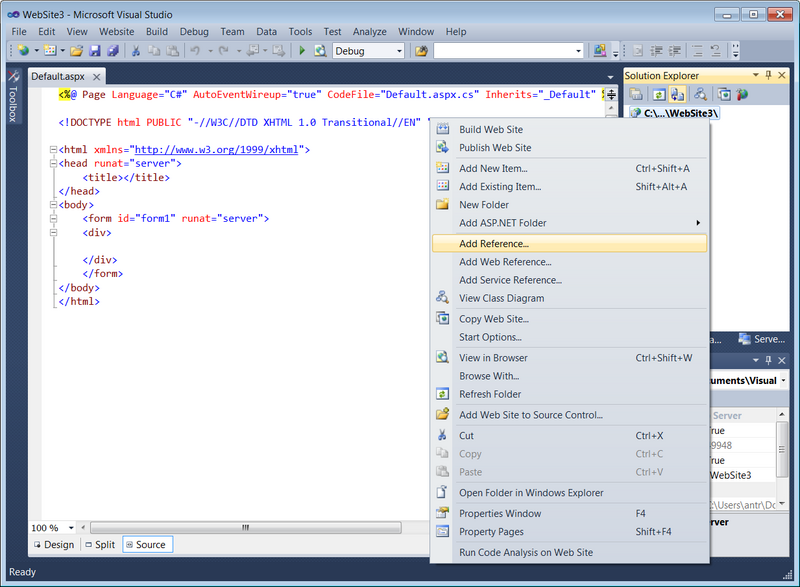 WebSite3 - Microsoft Visual Studio
File Edit View Website Build Debug Team Data Tools Test Analyze Window Help
Debug
Toolbox
Default.aspx
<%@ Page Language="C#" AutoEventWireup="true" CodeFile="Default.aspx.cs" Inherits="_Default" %
<!DOCTYPE html PUBLIC "-//W3C//DTD XHTML 1.0 Transitional//EN" "
<html xmlns="http://www.w3.org/1999/xhtml">
<head runat="server">
<title></title>
</head>
<body>
<form id="form1" runat="server">
<div>
</div>
</form>
</body>
</html>
100 %
Design Split Source
Ready
Solution Explorer
C:\...\WebSite3\
Build Web Site
Publish Web Site
Add New Item... Ctrl+Shift+A
Add Existing Item... Shift+Alt+A
New Folder
Add ASP.NET Folder
Add Reference...
Add Web Reference...
Add Service Reference...
View Class Diagram
Copy Web Site...
Start Options...
View in Browser Ctrl+Shift+W
Browse With...
Refresh Folder
Add Web Site to Source Control...
Cut Ctrl+X
Copy Ctrl+C
Paste Ctrl+V
Open Folder in Windows Explorer
Properties Window F4
Property Pages Shift+F4
Run Code Analysis on Web Site
a... Serve...
uments\Visual
Server
rue
9948
rue
WebSite3
:\Users\antr\Dc
rver